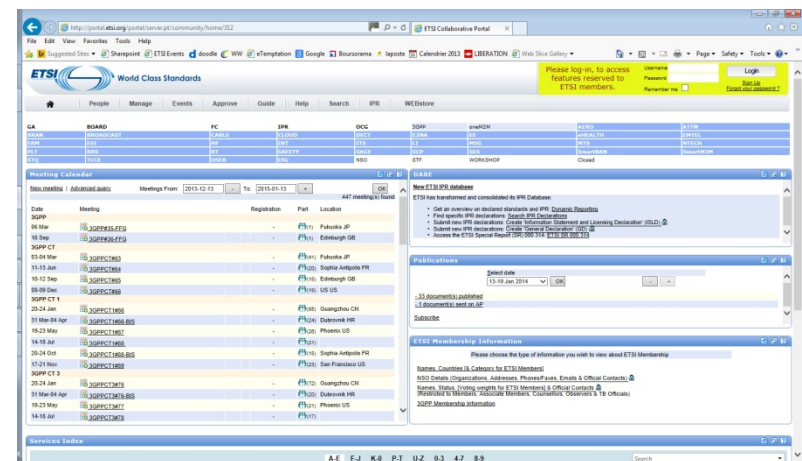 http://portal.etsi.org/portal/server.pt/community/home/312
ETSI Collaborative Portal
File Edit View Favorites Tools Help
Suggested Sites Sharepoint ETSI Events doodle WW eTemptation Google Boursorama laposte Calendrier 2013 LIBERATION Web Slice Gallery Page Safety Tools
ETSI World Class Standards
Please log-in, to access features reserved to ETSI members.
Username
Password
Remember me
Login
Sign Up
Forgot your password ?
People Manage Events Approve Guide Help Search IPR WEBstore
GA BOARD FC IPR OCG 3GPP oneM2M AERO ATTM
BRAN BROADCAST CABLE CLOUD DECT E2NA EE eHEALTH EMTEL
ERM ESI HF INT ITS LI MSG MTS NTECH
PLT RRS RT SAFETY SAGE SCP SES SmartBAN SmartM2M
STQ TCCE USER ISG NSO STF WORKSHOP Closed
Meeting Calendar
New meeting | Advanced query Meetings From: 2013-12-13 - To: 2015-01-13 + OK
447 meeting(s) found
Date Meeting Registration Part Location
3GPP
06 Mar 3GPP#35-FFG - (1) Fukuoka JP
16 Sep 3GPP#36-FFG - (1) Edinburgh GB
3GPP CT
03-04 Mar 3GPPCT#63 - (41) Fukuoka JP
11-13 Jun 3GPPCT#64 - (20) Sophia Antipolis FR
10-12 Sep 3GPPCT#65 - (18) Edinburgh GB
08-09 Dec 3GPPCT#66 - (18) US US
3GPP CT 1
20-24 Jan 3GPPCT1#86 - Guangzhou CN
31 Mar-04 Apr 3GPPCT1#86-BIS - (24) Dubrovnik HR
19-23 May 3GPPCT1#87 - (26) Phoenix US
14-18 Jul 3GPPCT1#88 - (21)
20-24 Oct 3GPPCT1#88-BIS - (19) Sophia Antipolis FR
17-21 Nov 3GPPCT1#89 - (23) San Francisco US
3GPP CT 3
20-24 Jan 3GPPCT3#76 - (72) Guangzhou CN
31 Mar-04 Apr 3GPPCT3#76-BIS - (20) Dubrovnik HR
19-23 May 3GPPCT3#77 - (21) Phoenix US
14-18 Jul 3GPPCT3#78 - (17)
DARE
New ETSI IPR database
ETSI has transformed and consolidated its IPR Database:
• Get an overview on declared standards and IPR: Dynamic Reporting
• Find specific IPR declarations: Search IPR Declarations
• Submit new IPR declarations: Create 'Information Statement and Licensing Declaration' (ISLD)
• Submit new IPR declarations: Create 'General Declaration' (GD)
• Access the ETSI Special Report (SR) 000 314: ETSI SR 000 314
Publications
Select date
13-19 Jan 2014 OK - +
- 33 document(s) published
- 1 document(s) sent on AP
Subscribe
ETSI Membership Information
Please choose the type of information you wish to view about ETSI Membership
Names, Countries [& Category for ETSI Members]
NSO Details (Organizations, Addresses, Phones/Faxes, Emails & Official Contacts)
Names, Status, [Voting weights for ETSI Members] & Official Contacts
(Restricted to Members, Associate Members, Counsellors, Observers & TB Officials)
3GPP Membership Information
Services Index
A-E F-J K-O P-T U-Z 0-3 4-7 8-9 Search